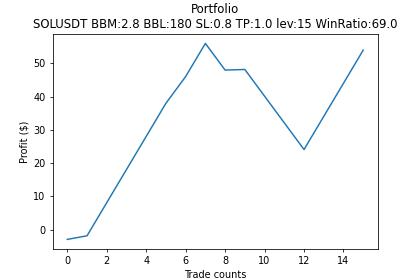 Portfolio
SOLUSDT BBM:2.8 BBL:180 SL:0.8 TP:1.0 lev:15 WinRatio:69.0
50
40
30
20
10
0
Profit ($)
0 2 4 6 8 10 12 14
Trade counts